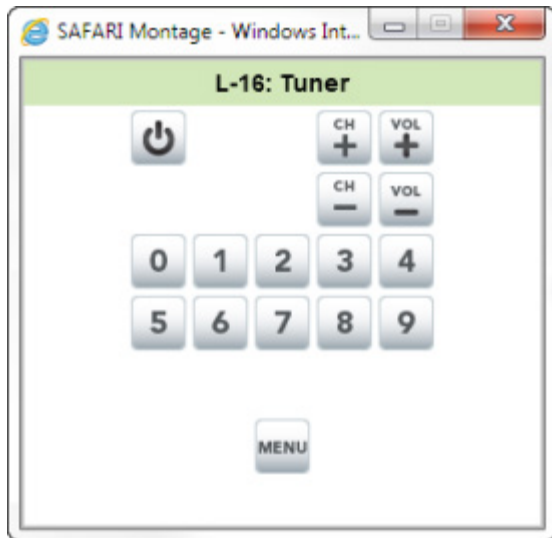 SAFARI Montage - Windows Int...
L-16: Tuner
CH + VOL +
CH - VOL -
0 1 2 3 4
5 6 7 8 9
MENU